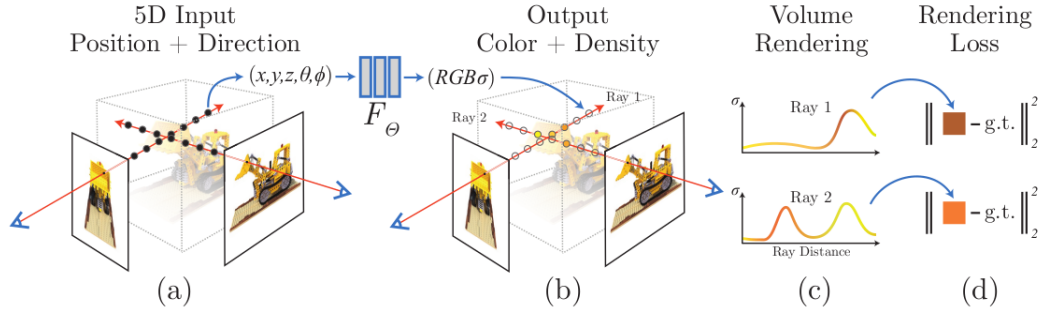 5D Input
Position + Direction
Output
Color + Density
Volume
Rendering
Rendering
Loss
(x,y,z,θ,ϕ)
F_Θ
(RGBσ)
Ray 1
Ray 2
σ
Ray 1
‖ - g.t. ‖ 2 2
σ
Ray 2
Ray Distance
‖ - g.t. ‖ 2 2
(a)
(b)
(c)
(d)